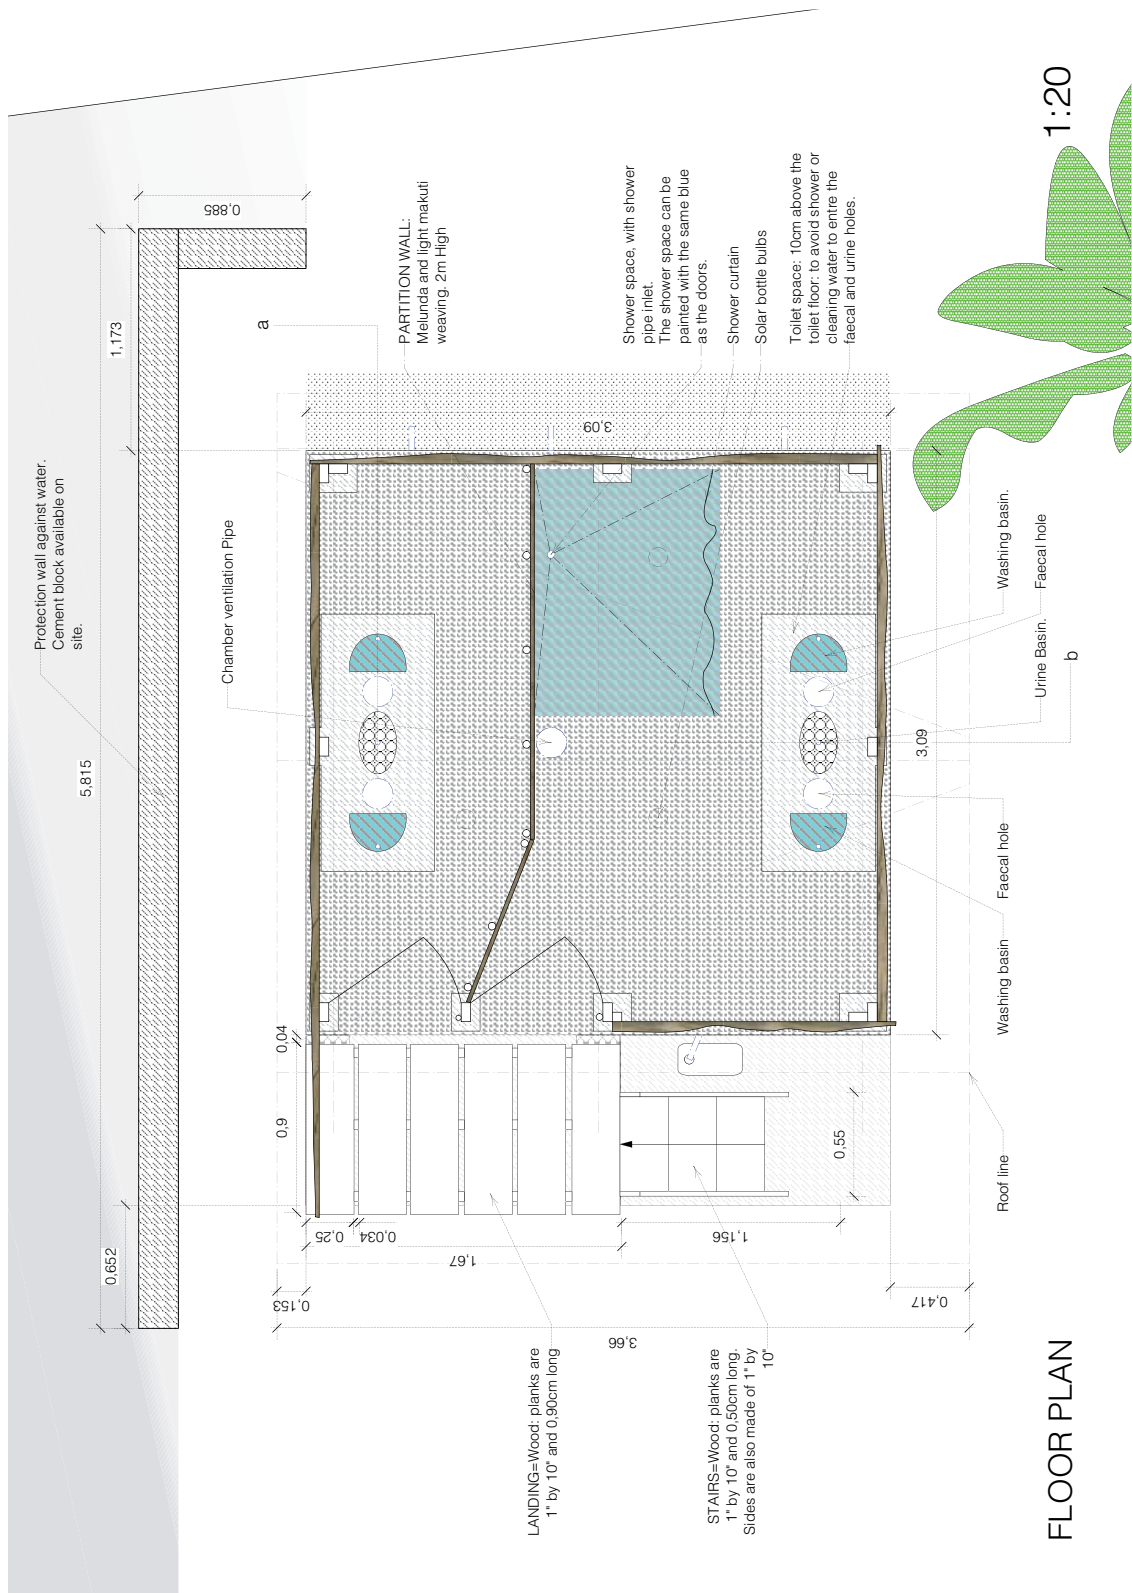 Protection wall against water.
Cement block available on
site.
5,815
0,652
1,173
0,885
a
Chamber ventilation Pipe
PARTITION WALL:
Melunda and light makuti
weaving. 2m High
0,9
0,04
3,09
0,153
0,25
0,034
1,67
3,66
1,156
0,417
0,55
3,09
LANDING=Wood: planks are
1" by 10" and 0,90cm long
STAIRS=Wood: planks are
1" by 10" and 0,50cm long.
Sides are also made of 1" by
10"
Shower space, with shower
pipe inlet.
The shower space can be
painted with the same blue
as the doors.
Shower curtain
Solar bottle bulbs
Toilet space: 10cm above the
toilet floor: to avoid shower or
cleaning water to entre the
faecal and urine holes.
Roof line
Washing basin
Faecal hole
Washing basin.
Urine Basin.
Faecal hole
b
FLOOR PLAN
1:20